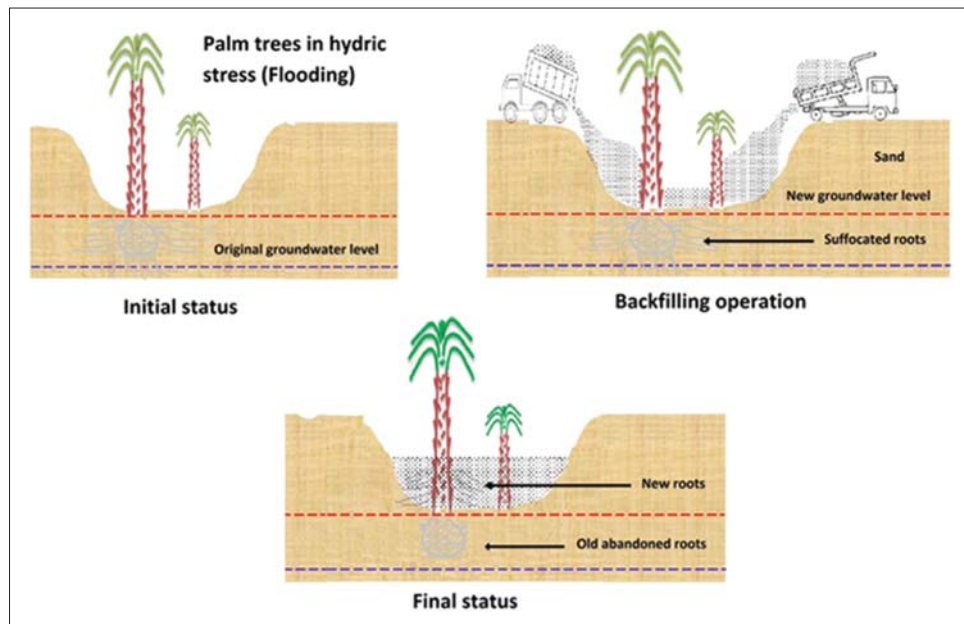 Palm trees in hydric
stress (Flooding)
Original groundwater level
Initial status
Sand
New groundwater level
Suffocated roots
Backfilling operation
New roots
Old abandoned roots
Final status